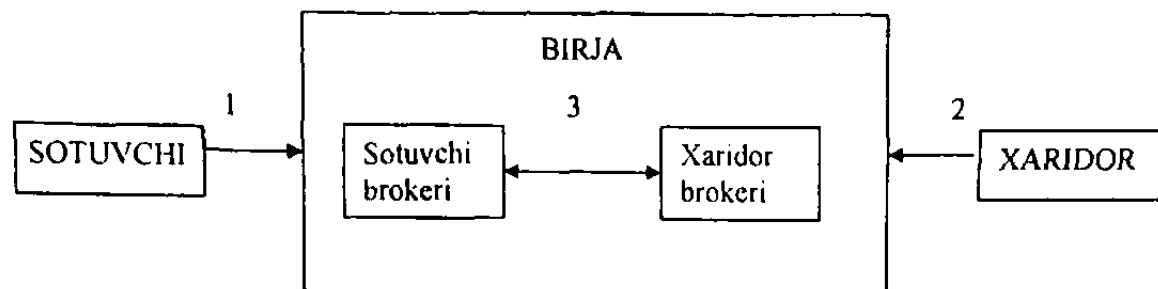 BIRJA
1
3
2
SOTUVCHI
Sotuvchi
brokeri
Xaridor
brokeri
XARIDOR